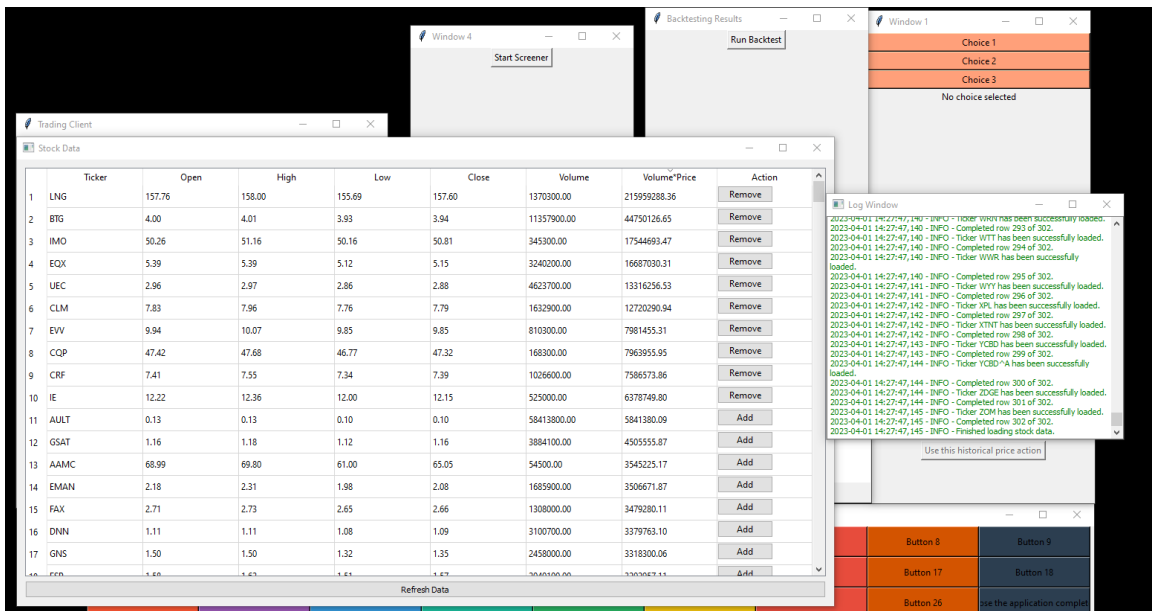 Backtesting Results
Run Backtest
Window 1
Choice 1
Choice 2
Choice 3
No choice selected
Window 4
Start Screener
Trading Client
Stock Data
Ticker Open High Low Close Volume Volume*Price Action
1 LNG 157.76 158.00 155.69 157.60 1370300.00 215959288.36 Remove
2 BTG 4.00 4.01 3.93 3.94 11357900.00 44750126.65 Remove
3 IMO 50.26 51.16 50.16 50.81 345300.00 17544693.47 Remove
4 EQX 5.39 5.39 5.12 5.15 3240200.00 16687030.31 Remove
5 UEC 2.96 2.97 2.86 2.88 4623700.00 13316256.53 Remove
6 CLM 7.83 7.96 7.76 7.79 1632900.00 12720290.94 Remove
7 EVV 9.94 10.07 9.85 9.85 810300.00 7981455.31 Remove
8 CQP 47.42 47.68 46.77 47.32 168300.00 7963955.95 Remove
9 CRF 7.41 7.55 7.34 7.39 1026600.00 7586573.86 Remove
10 IE 12.22 12.36 12.00 12.15 525000.00 6378749.80 Remove
11 AULT 0.13 0.13 0.10 0.10 58413800.00 5841380.09 Add
12 GSAT 1.16 1.18 1.12 1.16 3884100.00 4505555.87 Add
13 AAMC 68.99 69.80 61.00 65.05 54500.00 3545225.17 Add
14 EMAN 2.18 2.31 1.98 2.08 1685900.00 3506671.87 Add
15 FAX 2.71 2.73 2.65 2.66 1308000.00 3479280.11 Add
16 DNN 1.11 1.11 1.08 1.09 3100700.00 3379763.10 Add
17 GNS 1.50 1.50 1.32 1.35 2458000.00 3318300.06 Add
Refresh Data
Log Window
2023-04-01 14:27:47,140 - INFO - Ticker WRN has been successfully loaded.
2023-04-01 14:27:47,140 - INFO - Completed row 293 of 302.
2023-04-01 14:27:47,140 - INFO - Ticker WTT has been successfully loaded.
2023-04-01 14:27:47,140 - INFO - Completed row 294 of 302.
2023-04-01 14:27:47,140 - INFO - Ticker WWR has been successfully
loaded.
2023-04-01 14:27:47,140 - INFO - Completed row 295 of 302.
2023-04-01 14:27:47,141 - INFO - Ticker WYY has been successfully loaded.
2023-04-01 14:27:47,141 - INFO - Completed row 296 of 302.
2023-04-01 14:27:47,142 - INFO - Ticker XPL has been successfully loaded.
2023-04-01 14:27:47,142 - INFO - Completed row 297 of 302.
2023-04-01 14:27:47,142 - INFO - Ticker XTNT has been successfully loaded.
2023-04-01 14:27:47,142 - INFO - Completed row 298 of 302.
2023-04-01 14:27:47,143 - INFO - Ticker YCBD has been successfully loaded.
2023-04-01 14:27:47,143 - INFO - Completed row 299 of 302.
2023-04-01 14:27:47,144 - INFO - Ticker YCBD^A has been successfully
loaded.
2023-04-01 14:27:47,144 - INFO - Completed row 300 of 302.
2023-04-01 14:27:47,144 - INFO - Ticker ZDGE has been successfully loaded.
2023-04-01 14:27:47,144 - INFO - Completed row 301 of 302.
2023-04-01 14:27:47,145 - INFO - Ticker ZOM has been successfully loaded.
2023-04-01 14:27:47,145 - INFO - Completed row 302 of 302.
2023-04-01 14:27:47,145 - INFO - Finished loading stock data.
Use this historical price action
Button 8 Button 9
Button 17 Button 18
Button 26 ose the application complet